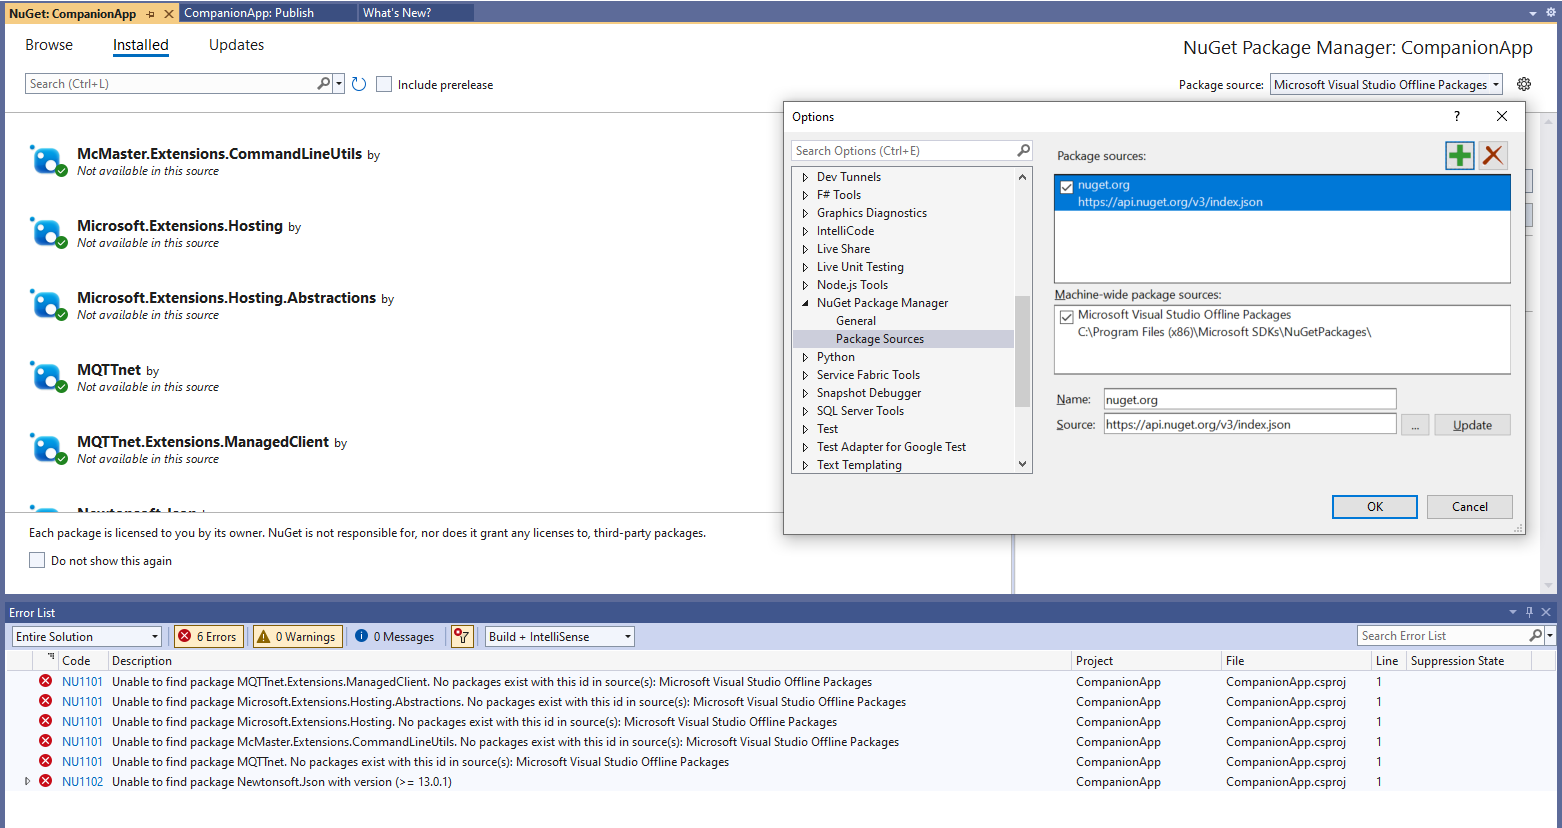 NuGet: CompanionApp
CompanionApp: Publish
What's New?
Browse
Installed
Updates
NuGet Package Manager: CompanionApp
Search (Ctrl+L)
Include prerelease
Package source:
Microsoft Visual Studio Offline Packages
McMaster.Extensions.CommandLineUtils by
Not available in this source
Microsoft.Extensions.Hosting by
Not available in this source
Microsoft.Extensions.Hosting.Abstractions by
Not available in this source
MQTTnet by
Not available in this source
MQTTnet.Extensions.ManagedClient by
Not available in this source
Newtonsoft.Json
Each package is licensed to you by its owner. NuGet is not responsible for, nor does it grant any licenses to, third-party packages.
Do not show this again
Options
?
Search Options (Ctrl+E)
Dev Tunnels
F# Tools
Graphics Diagnostics
IntelliCode
Live Share
Live Unit Testing
Node.js Tools
NuGet Package Manager
General
Package Sources
Python
Service Fabric Tools
Snapshot Debugger
SQL Server Tools
Test
Test Adapter for Google Test
Text Templating
Package sources:
nuget.org
https://api.nuget.org/v3/index.json
Machine-wide package sources:
Microsoft Visual Studio Offline Packages
C:\Program Files (x86)\Microsoft SDKs\NuGetPackages\
Name:
nuget.org
Source:
https://api.nuget.org/v3/index.json
...
Update
OK
Cancel
Error List
Entire Solution
6 Errors
0 Warnings
0 Messages
Build + IntelliSense
Search Error List
Code Description Project File Line Suppression State
NU1101 Unable to find package MQTTnet.Extensions.ManagedClient. No packages exist with this id in source(s): Microsoft Visual Studio Offline Packages CompanionApp CompanionApp.csproj 1
NU1101 Unable to find package Microsoft.Extensions.Hosting.Abstractions. No packages exist with this id in source(s): Microsoft Visual Studio Offline Packages CompanionApp CompanionApp.csproj 1
NU1101 Unable to find package Microsoft.Extensions.Hosting. No packages exist with this id in source(s): Microsoft Visual Studio Offline Packages CompanionApp CompanionApp.csproj 1
NU1101 Unable to find package McMaster.Extensions.CommandLineUtils. No packages exist with this id in source(s): Microsoft Visual Studio Offline Packages CompanionApp CompanionApp.csproj 1
NU1101 Unable to find package MQTTnet. No packages exist with this id in source(s): Microsoft Visual Studio Offline Packages CompanionApp CompanionApp.csproj 1
NU1102 Unable to find package Newtonsoft.Json with version (>= 13.0.1) CompanionApp CompanionApp.csproj 1